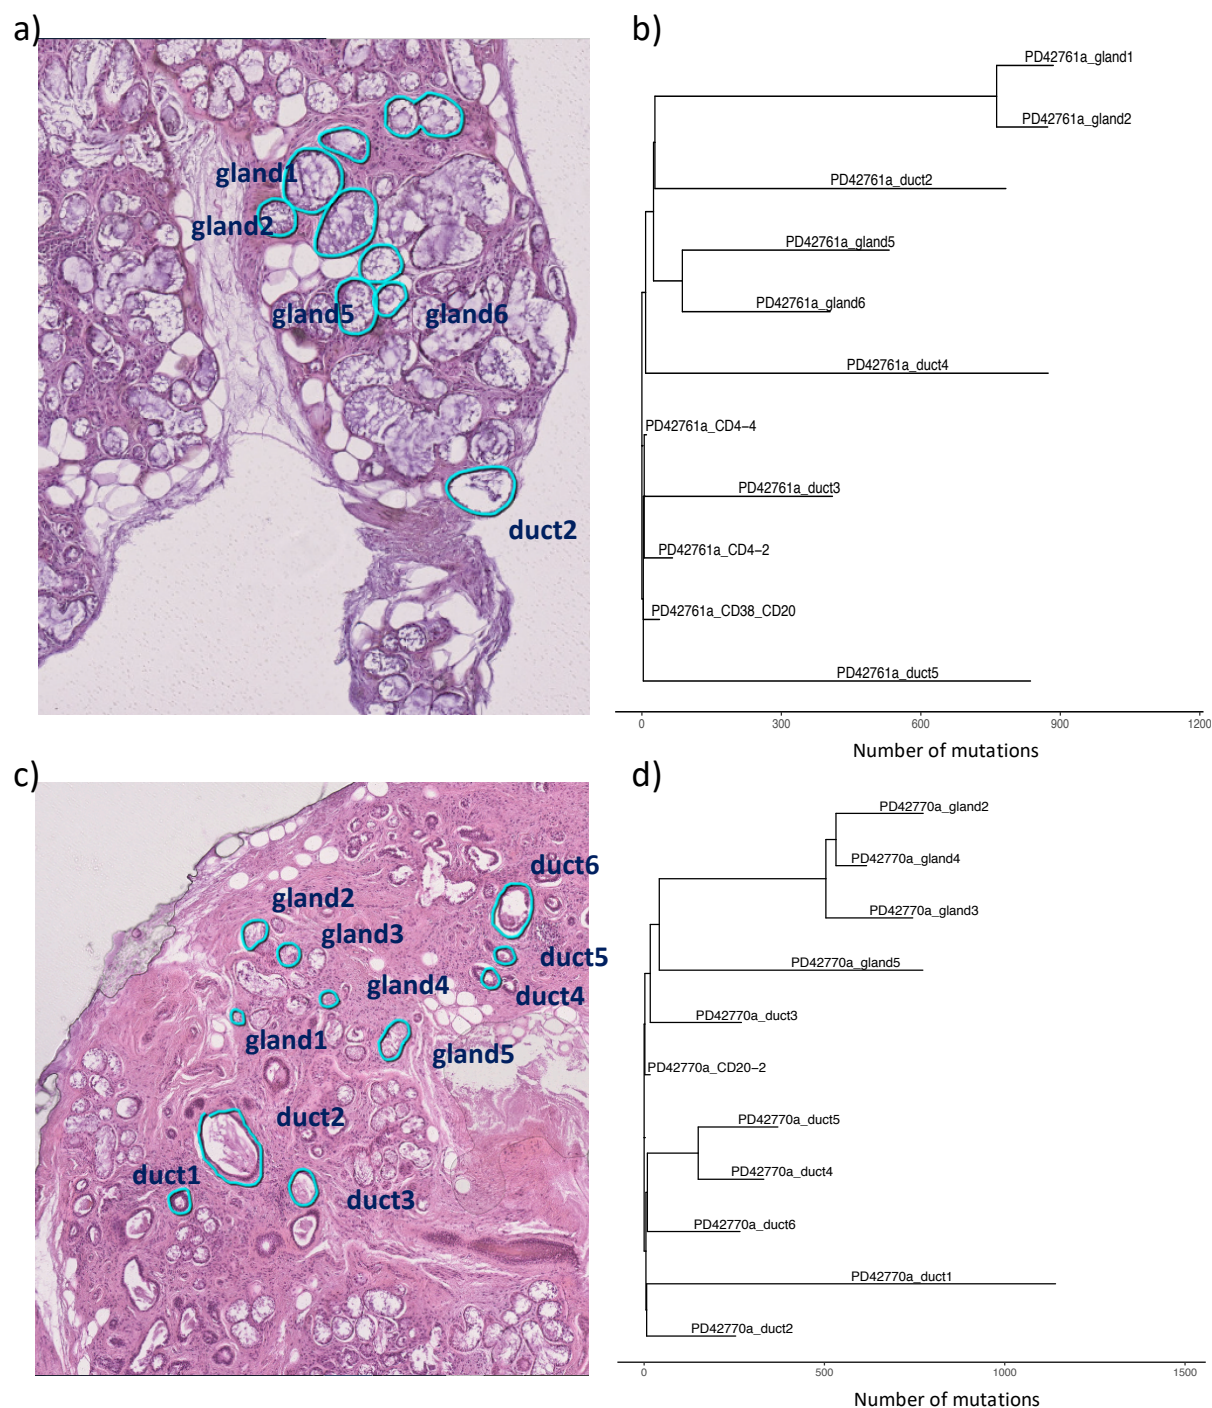 a)
gland1
gland2
gland5
gland6
duct2
b)
PD42761a_gland1
PD42761a_gland2
PD42761a_duct2
PD42761a_gland5
PD42761a_gland6
PD42761a_duct4
PD42761a_CD4−4
PD42761a_duct3
PD42761a_CD4−2
PD42761a_CD38_CD20
PD42761a_duct5
0 300 600 900 1200
Number of mutations
c)
duct6
gland2
gland3
duct5
gland4
duct4
gland1
gland5
duct2
duct1
duct3
d)
PD42770a_gland2
PD42770a_gland4
PD42770a_gland3
PD42770a_gland5
PD42770a_duct3
PD42770a_CD20−2
PD42770a_duct5
PD42770a_duct4
PD42770a_duct6
PD42770a_duct1
PD42770a_duct2
0 500 1000 1500
Number of mutations